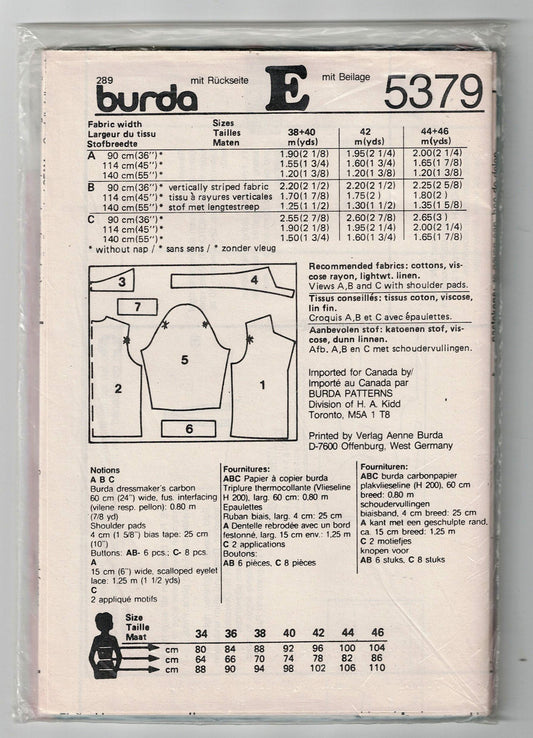 289 mit Rückseite E mit Beilage 5379
burda
Fabric width Sizes
Largeur du tissu Tailles 38+40 42 44+46
Stofbreedte Maten m(yds) m(yds) m(yds)
A 90 cm(36")* 1.90(2 1/8) 1.95(2 1/4) 2.00(2 1/4)
114 cm(45")* 1.55(1 3/4) 1.60(1 3/4) 1.65(1 7/8)
140 cm(55")* 1.20(1 3/8) 1.20(1 3/8) 1.20(1 3/8)
B 90 cm(36")* vertically striped fabric 2.20(2 1/2) 2.20(2 1/2) 2.25(2 5/8)
114 cm(45")* tissu à rayures verticales 1.70(1 7/8) 1.75(2) 1.80(2)
140 cm(55")* stof met lengtestreep 1.25(1 1/2) 1.30(1 1/2) 1.35(1 5/8)
C 90 cm(36")* 2.55(2 7/8) 2.60(2 7/8) 2.65(3)
114 cm(45")* 1.90(2 1/8) 1.95(2 1/4) 2.00(2 1/4)
140 cm(55")* 1.50(1 3/4) 1.60(1 3/4) 1.65(1 7/8)
* without nap / * sans sens / * zonder vleug
3
4
7
5
2
1
6
Recommended fabrics: cottons, vis-
cose rayon, lightwt. linen.
Views A,B and C with shoulder pads.
Tissus conseillés: tissus coton, viscose,
lin fin.
Croquis A,B et C avec épaulettes.
Aanbevolen stof: katoenen stof, vis-
cose, dunn linnen.
Afb. A,B en C met schoudervullingen.
Imported for Canada by/
Importé au Canada par
BURDA PATTERNS
Division of H. A. Kidd
Toronto, M5A 1 T8
Printed by Verlag Aenne Burda
D-7600 Offenburg, West Germany
Notions
A B C
Burda dressmaker's carbon
60 cm (24") wide, fus. interfacing
(vilene resp. pellon): 0.80 m
(7/8 yd)
Shoulder pads
4 cm (1 5/8") bias tape: 25 cm
(10")
Buttons: AB- 6 pcs.; C- 8 pcs.
A
15 cm (6") wide, scalloped eyelet
lace: 1.25 m (1 1/2 yds)
C
2 appliqué motifs
Fournitures:
ABC Papier à copier burda
Triplure thermocollante (Vlieseline
H 200), larg. 60 cm: 0,80 m
Epaulettes
Ruban biais, larg. 4 cm: 25 cm
A Dentelle rebrodée avec un bord
festonné, larg. 15 cm env.: 1,25 m
C 2 applications
Boutons:
AB 6 pièces, C 8 pièces
Fournituren:
ABC burda carbonpapier
plakvlieseline (H 200), 60 cm
breed: 0.80 m
schoudervullingen
biaisband, 4 cm breed: 25 cm
A kant met een geschulpte rand,
ca. 15 cm breed: 1.25 m
C 2 motiefjes
knopen voor
AB 6 stuks, C 8 stuks
Size
Taille
Maat 34 36 38 40 42 44 46
cm 80 84 88 92 96 100 104
cm 64 66 70 74 78 82 86
cm 88 90 94 98 102 106 110